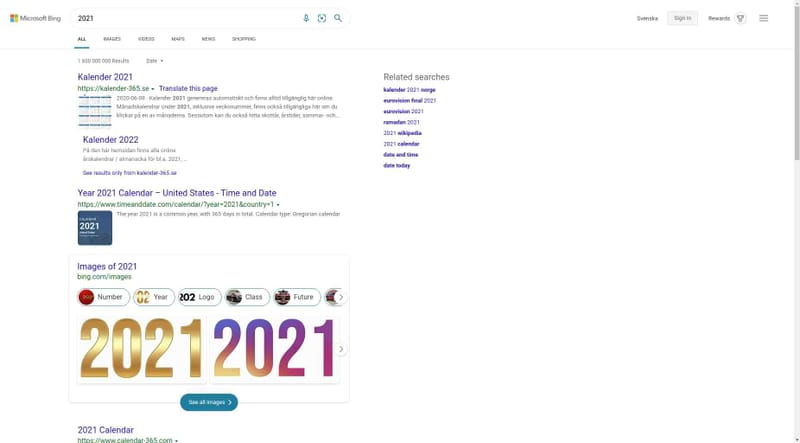 Microsoft Bing
2021
Svenska
Sign in
Rewards
ALL
IMAGES
VIDEOS
MAPS
NEWS
SHOPPING
1 600 000 000 Results
Date
Kalender 2021
https://kalender-365.se
Translate this page
2020-06-08 · Kalender 2021 genereras automatiskt och finns alltid tillgänglig här online.
Månadskalendrar under 2021, inklusive veckonummer, finns också tillgängliga här om du
blickar på en av månaderna. Dessutom kan du också hitta skottår, årstider, sommar- och...
Kalender 2022
På den här hemsidan finns alla online
årskalendrar / almanacka för bl.a. 2021, ...
See results only from kalender-365.se
Year 2021 Calendar – United States - Time and Date
https://www.timeanddate.com/calendar/?year=2021&country=1
2021
The year 2021 is a common year, with 365 days in total. Calendar type: Gregorian calendar
Images of 2021
bing.com/images
Number
Year
Logo
Class
Future
2021
2021
See all images
2021 Calendar
https://www.calendar-365.com
Related searches
kalender 2021 norge
eurovision final 2021
eurovision 2021
ramadan 2021
2021 wikipedia
2021 calendar
date and time
date today